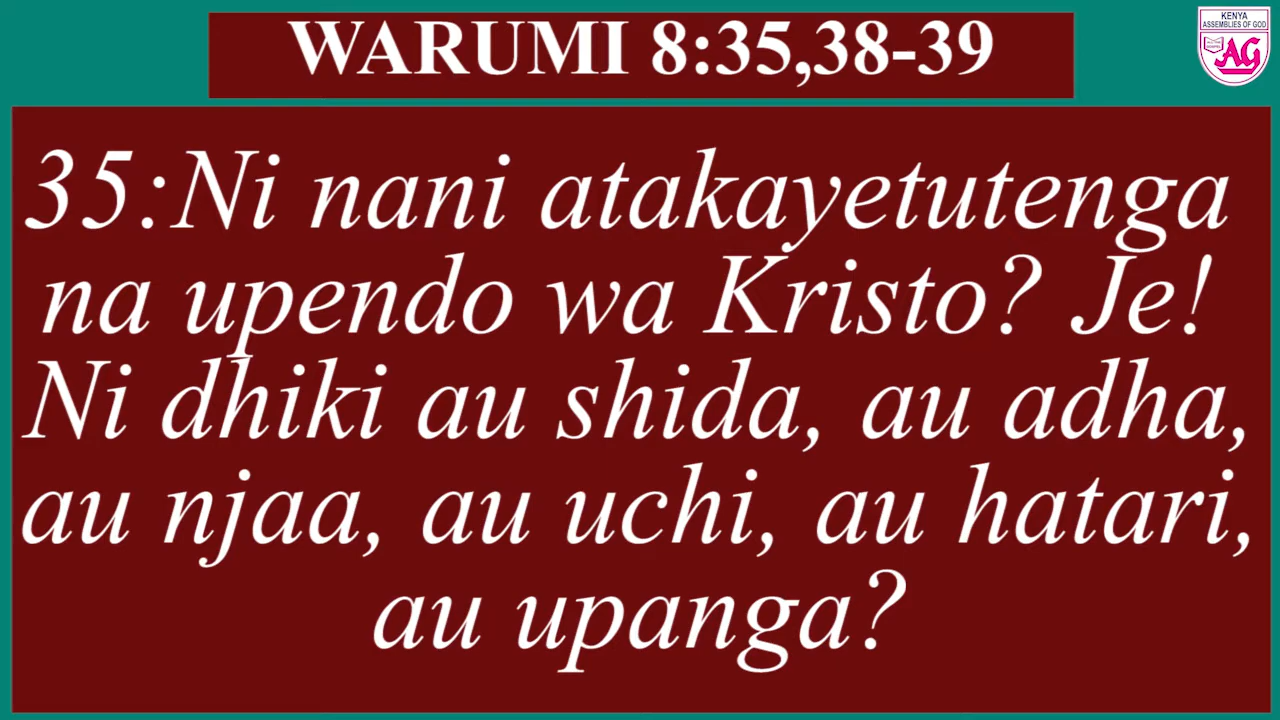 WARUMI 8:35,38-39
KENYA
ASSEMBLIES OF GOD
AG
35:Ni nani atakayetutenga
na upendo wa Kristo? Je!
Ni dhiki au shida, au adha,
au njaa, au uchi, au hatari,
au upanga?